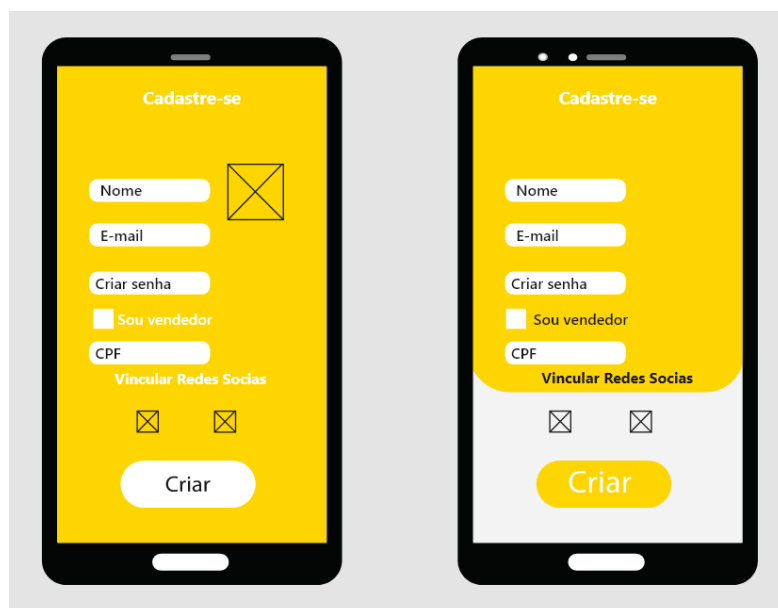 Cadastre-se
Nome
E-mail
Criar senha
Sou vendedor
CPF
Vincular Redes Socias
Criar
Cadastre-se
Nome
E-mail
Criar senha
Sou vendedor
CPF
Vincular Redes Socias
Criar